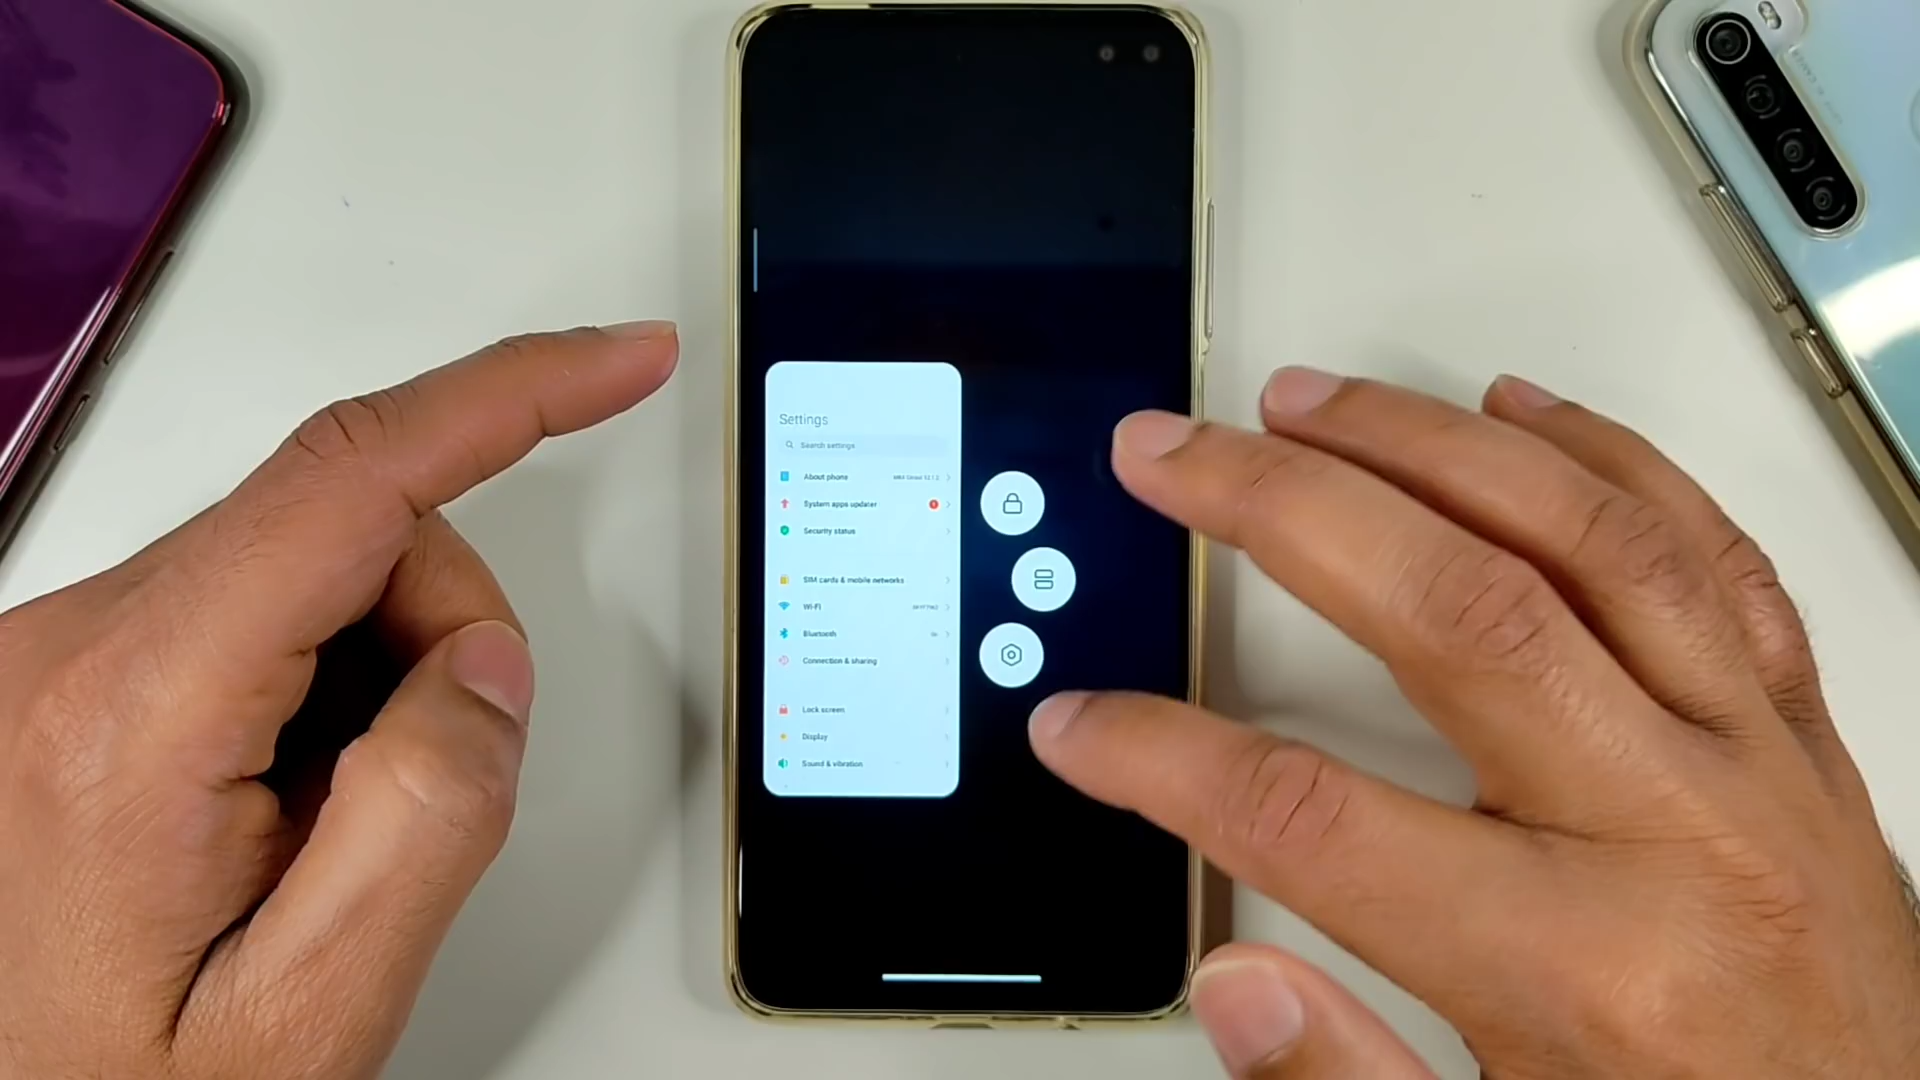 Settings
Search settings
About phone
System apps updater
Security status
SIM cards & mobile networks
Wi-Fi
Bluetooth
Connection & sharing
Lock screen
Display
Sound & vibration